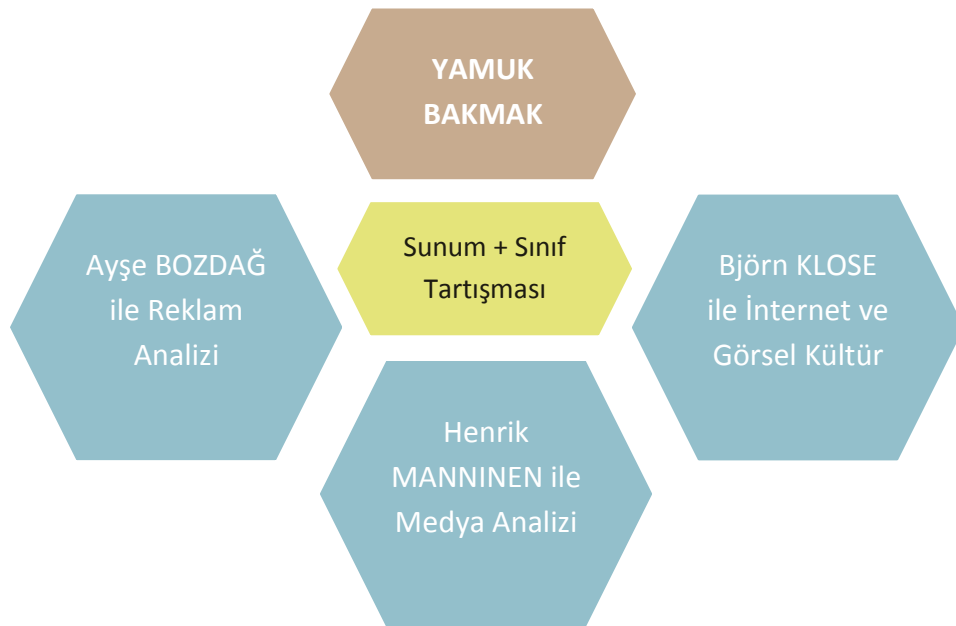 YAMUK
BAKMAK
Sunum + Sınıf
Tartışması
Ayşe BOZDAĞ
ile Reklam
Analizi
Björn KLOSE
ile İnternet ve
Görsel Kültür
Henrik
MANNINEN ile
Medya Analizi